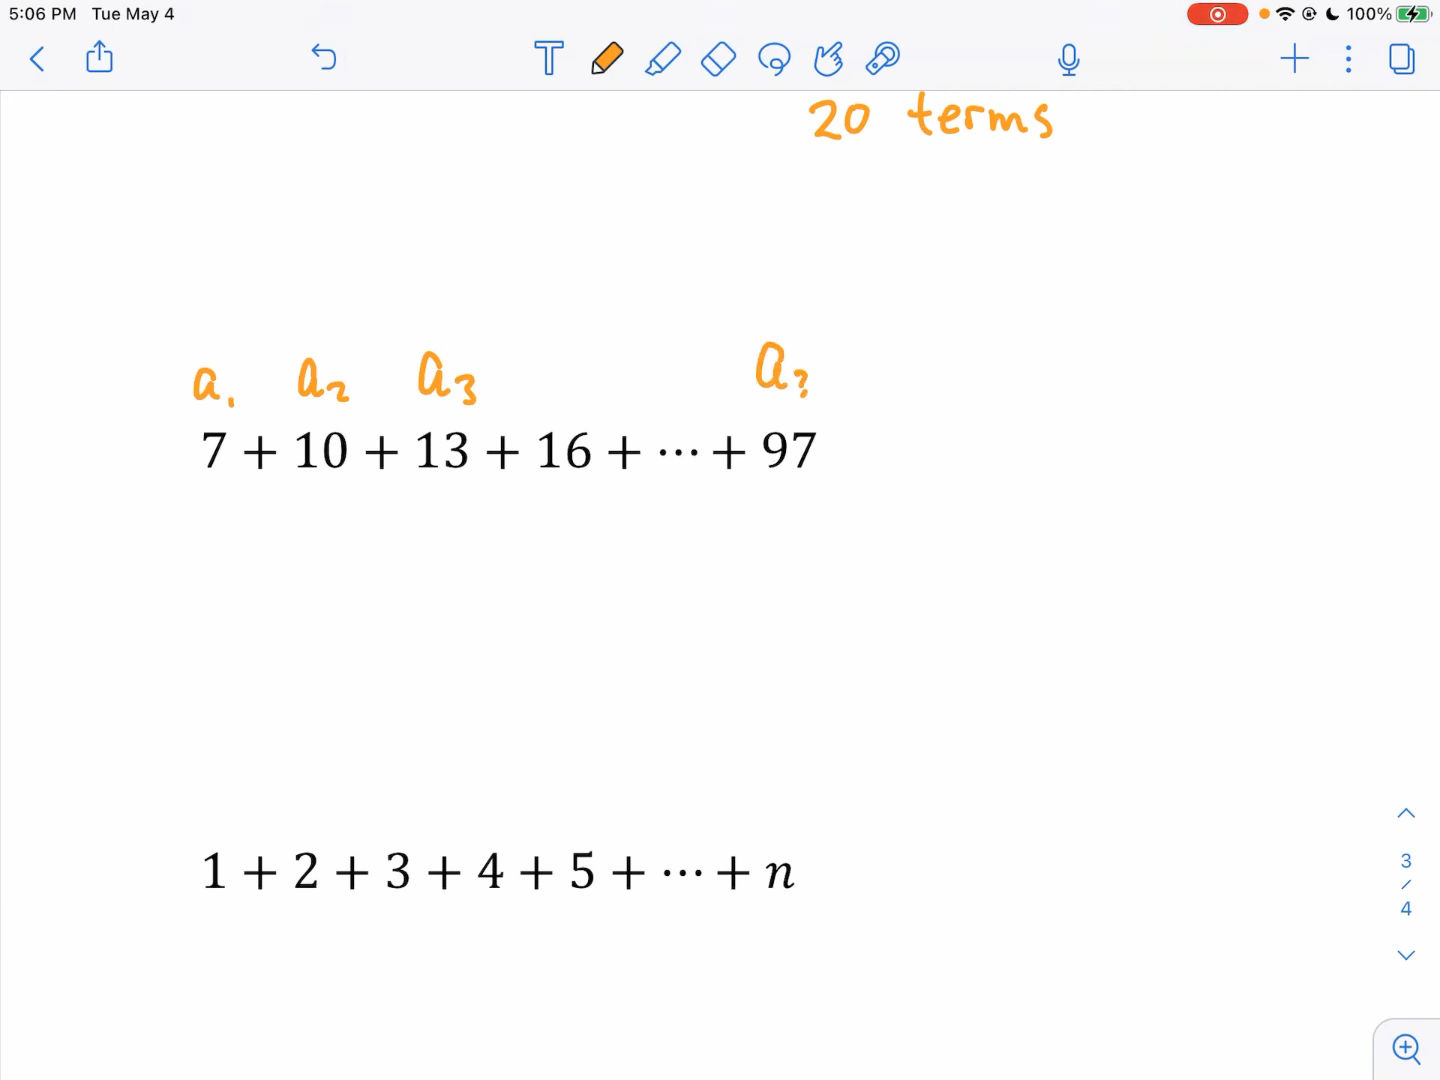 5:06 PM Tue May 4
100%
20 terms
a₁ a₂ a₃ a?
7 + 10 + 13 + 16 + ⋯ + 97
1 + 2 + 3 + 4 + 5 + ⋯ + n
3
/
4